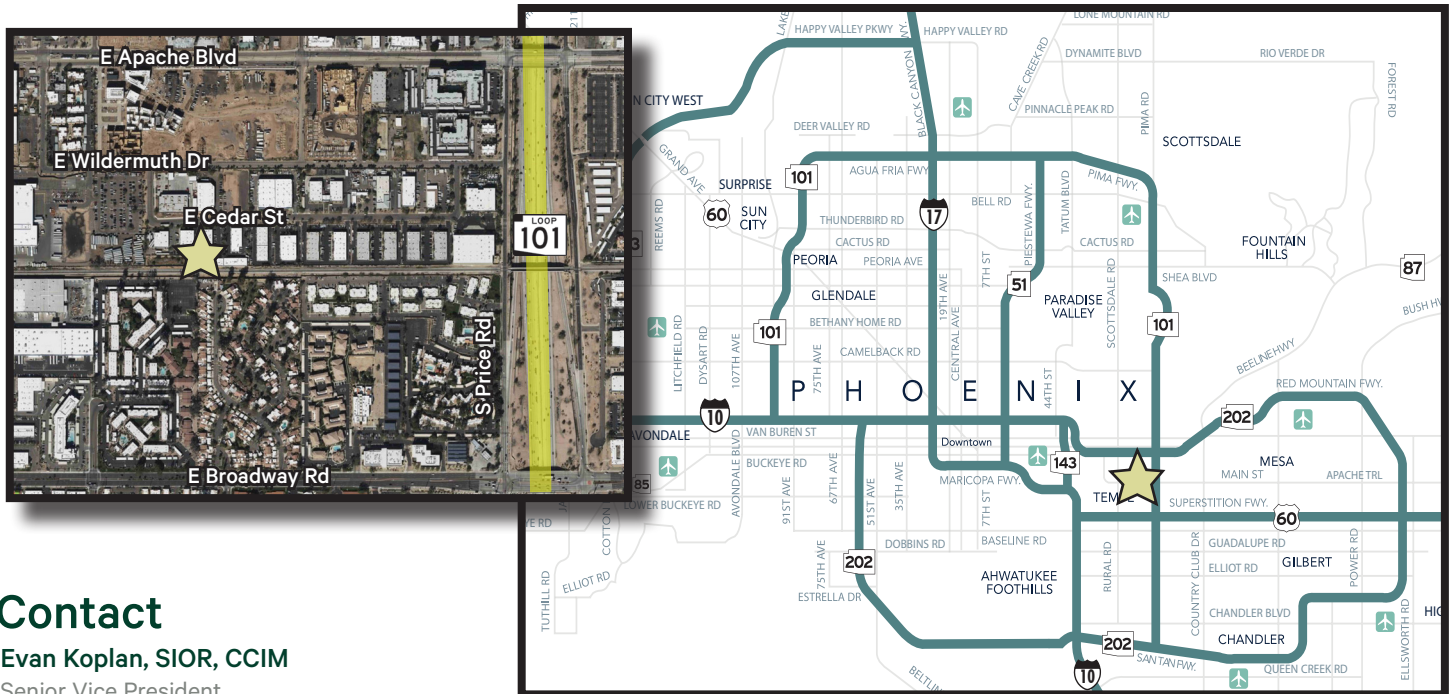 E Apache Blvd
E Wildermuth Dr
E Cedar St
LOOP
101
S Price Rd
E Broadway Rd
LONE MOUNTAIN RD
HAPPY VALLEY PKWY
HAPPY VALLEY RD
DYNAMITE BLVD
RIO VERDE DR
CAVE CREEK RD
FOREST RD
BLACK CANYON
PINNACLE PEAK RD
PIMA RD
DEER VALLEY RD
SCOTTSDALE
GRAND AVE
SURPRISE
101
AGUA FRIA FWY.
PIMA FWY.
60
SUN
CITY
17
BELL RD
PIESTEWA FWY.
TATUM BLVD
REEMS RD
THUNDERBIRD RD
CACTUS RD
CACTUS RD
FOUNTAIN
HILLS
PEORIA
PEORIA AVE
7TH ST
SCOTTSDALE RD
SHEA BLVD
87
GLENDALE
51
PARADISE
VALLEY
19TH AVE
CENTRAL AVE
LITCHFIELD RD
DYSART RD
107TH AVE
101
BETHANY HOME RD
101
75TH AVE
CAMELBACK RD
BEELINE HWY
PHOENIX
44TH ST
RED MOUNTAIN FWY.
10
202
AVONDALE
VAN BUREN ST
Downtown
143
MESA
AVONDALE BLVD
BUCKEYE RD
MAIN ST
APACHE TRL
85
LOWER BUCKEYE RD
91ST AVE
67TH AVE
51ST AVE
35TH AVE
MARICOPA FWY.
7TH ST
SUPERSTITION FWY.
60
DOBBINS RD
BASELINE RD
GUADALUPE RD
RURAL RD
COUNTRY CLUB DR
GILBERT
POWER RD
75TH AVE
202
ELLIOT RD
TUTHILL RD
ELLIOT RD
ESTRELLA DR
AHWATUKEE
FOOTHILLS
CHANDLER BLVD
ELLSWORTH RD
202
SANTAN FWY.
CHANDLER
10
QUEEN CREEK RD
Contact
Evan Koplan, SIOR, CCIM
Senior Vice President